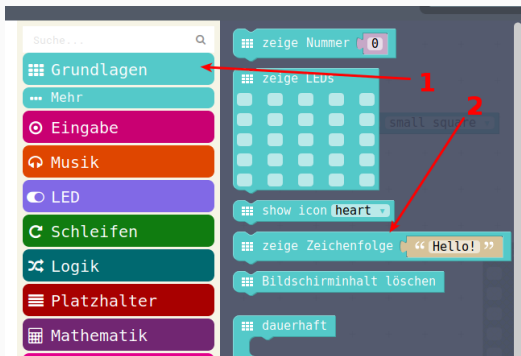 Suche...
Grundlagen
Mehr
Eingabe
Musik
LED
Schleifen
Logik
Platzhalter
Mathematik
zeige Nummer 0
zeige LEDs
1
2
small square
show icon heart
zeige Zeichenfolge “ Hello! ”
Bildschirminhalt löschen
dauerhaft